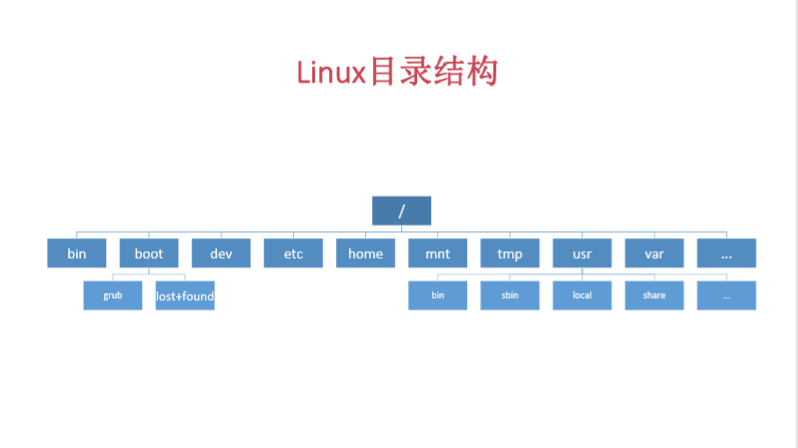 Linux目录结构
/
bin boot dev etc home mnt tmp usr var ...
grub lost+found bin sbin local share ...